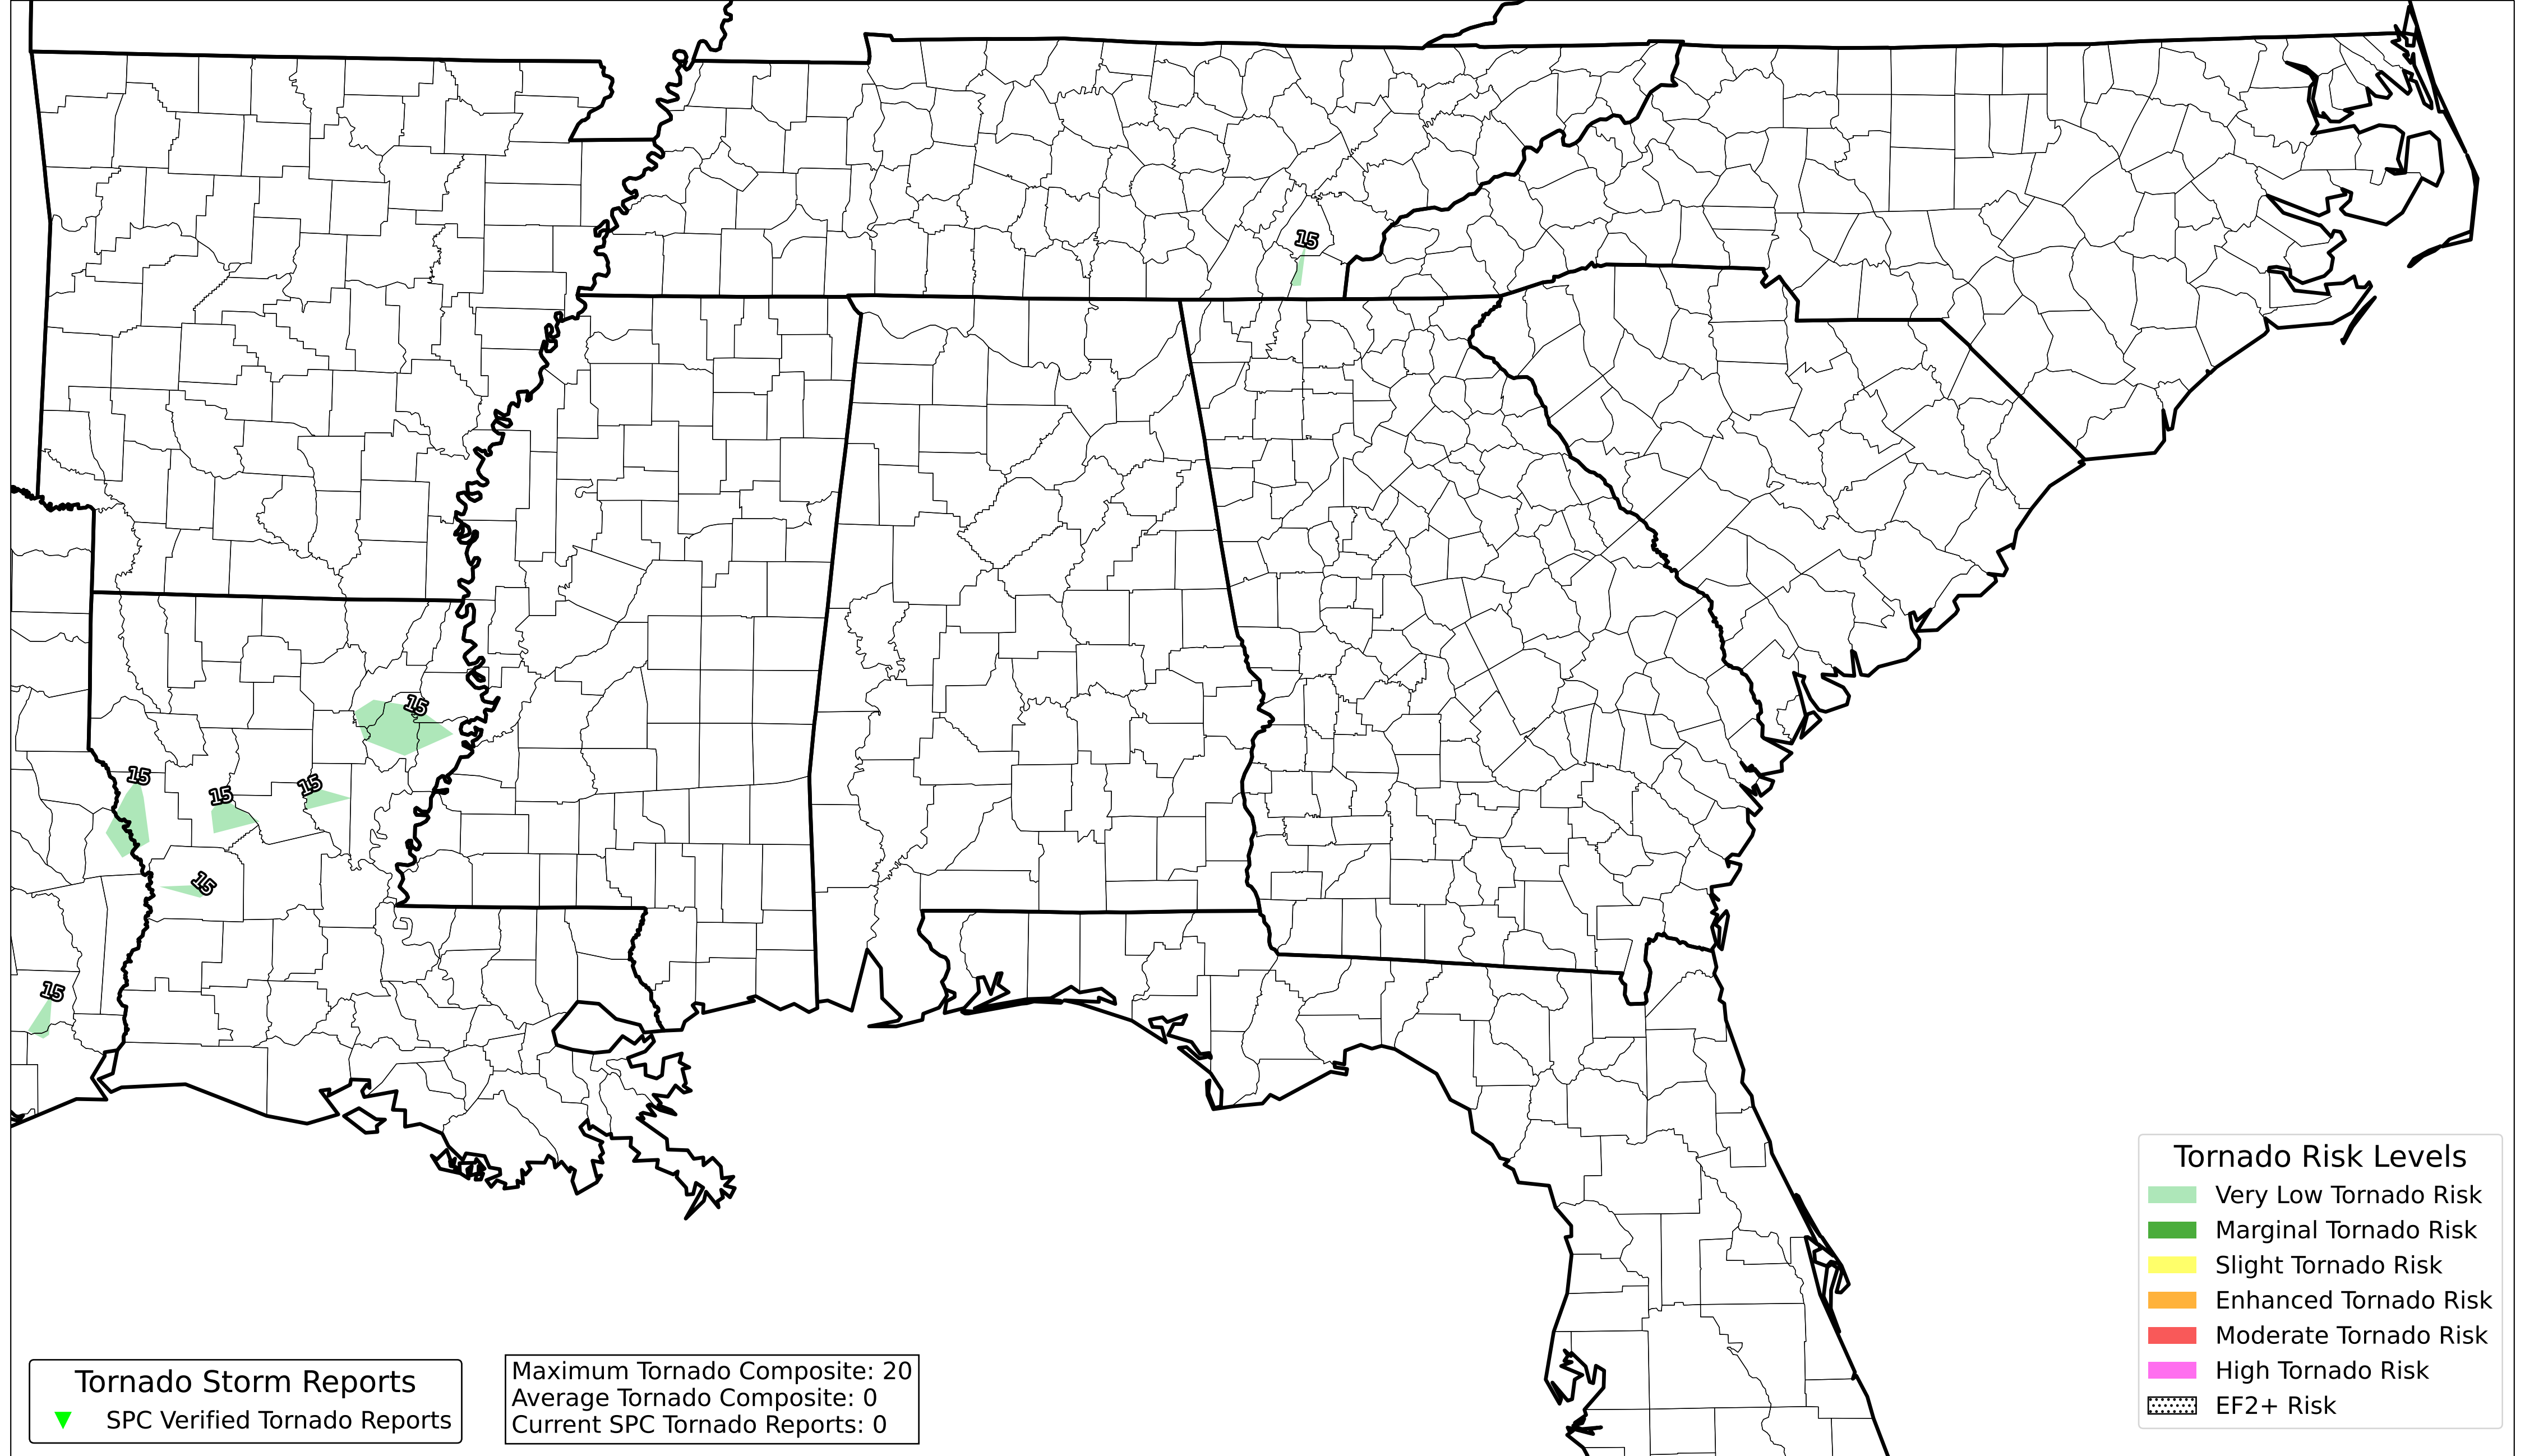 15
15
15
15
15
15
15
Tornado Risk Levels
Very Low Tornado Risk
Marginal Tornado Risk
Slight Tornado Risk
Enhanced Tornado Risk
Moderate Tornado Risk
High Tornado Risk
EF2+ Risk
Tornado Storm Reports
SPC Verified Tornado Reports
Maximum Tornado Composite: 20
Average Tornado Composite: 0
Current SPC Tornado Reports: 0